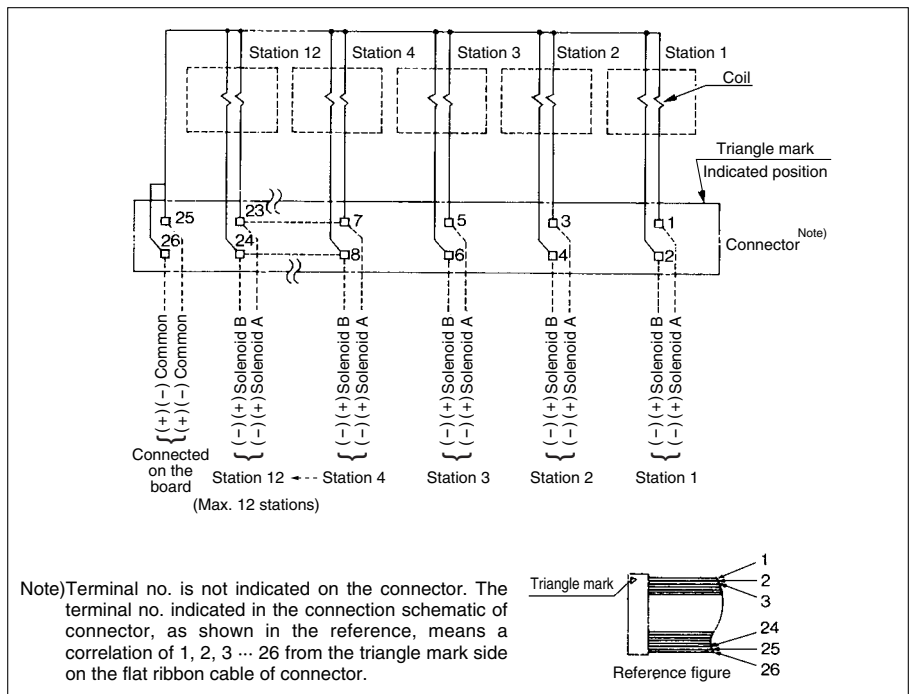 Station 12 Station 4 Station 3 Station 2 Station 1
Coil
Triangle mark
Indicated position
25 23 7 5 3 1
26 24 8 6 4 2
Connector Note)
(+)(−) Common
(+)(−) Common
(−)(+) Solenoid B
(−)(+) Solenoid A
(−)(+) Solenoid B
(−)(+) Solenoid A
(−)(+) Solenoid B
(−)(+) Solenoid A
(−)(+) Solenoid B
(−)(+) Solenoid A
(−)(+) Solenoid B
(−)(+) Solenoid A
Connected
on the
board
Station 12 Station 4 Station 3 Station 2 Station 1
(Max. 12 stations)
Note)Terminal no. is not indicated on the connector. The
terminal no. indicated in the connection schematic of
connector, as shown in the reference, means a
correlation of 1, 2, 3 ··· 26 from the triangle mark side
on the flat ribbon cable of connector.
Triangle mark
1
2
3
24
25
26
Reference figure